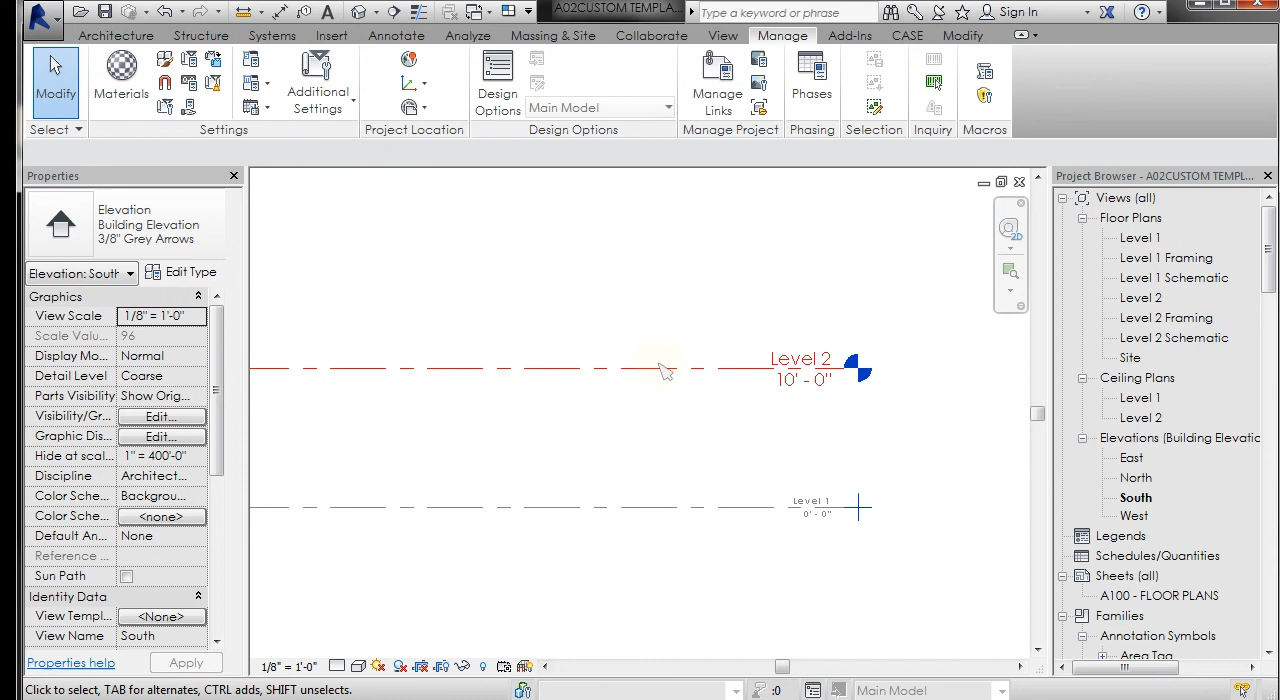 A02CUSTOM TEMPLA...
Type a keyword or phrase
Sign In
Architecture
Structure
Systems
Insert
Annotate
Analyze
Massing & Site
Collaborate
View
Manage
Add-Ins
CASE
Modify
Modify
Materials
Additional
Settings
Design
Options
Main Model
Manage
Links
Phases
Select
Settings
Project Location
Design Options
Manage Project
Phasing
Selection
Inquiry
Macros
Properties
Elevation
Building Elevation
3/8" Grey Arrows
Elevation: South
Edit Type
Graphics
View Scale
1/8" = 1'-0"
Scale Valu...
96
Display Mo...
Normal
Detail Level
Coarse
Parts Visibility
Show Orig...
Visibility/Gr...
Edit...
Graphic Dis...
Edit...
Hide at scal...
1" = 400'-0"
Discipline
Architect...
Color Sche...
Backgrou...
Color Sche...
<none>
Default An...
None
Reference ...
Sun Path
Identity Data
View Templ...
<None>
View Name
South
Properties help
Apply
2D
Level 2
10' - 0"
Level 1
0' - 0"
1/8" = 1'-0"
Project Browser - A02CUSTOM TEMPL...
Views (all)
Floor Plans
Level 1
Level 1 Framing
Level 1 Schematic
Level 2
Level 2 Framing
Level 2 Schematic
Site
Ceiling Plans
Level 1
Level 2
Elevations (Building Elevatic
East
North
South
West
Legends
Schedules/Quantities
Sheets (all)
A100 - FLOOR PLANS
Families
Annotation Symbols
Area Tag
Click to select, TAB for alternates, CTRL adds, SHIFT unselects.
:0
Main Model